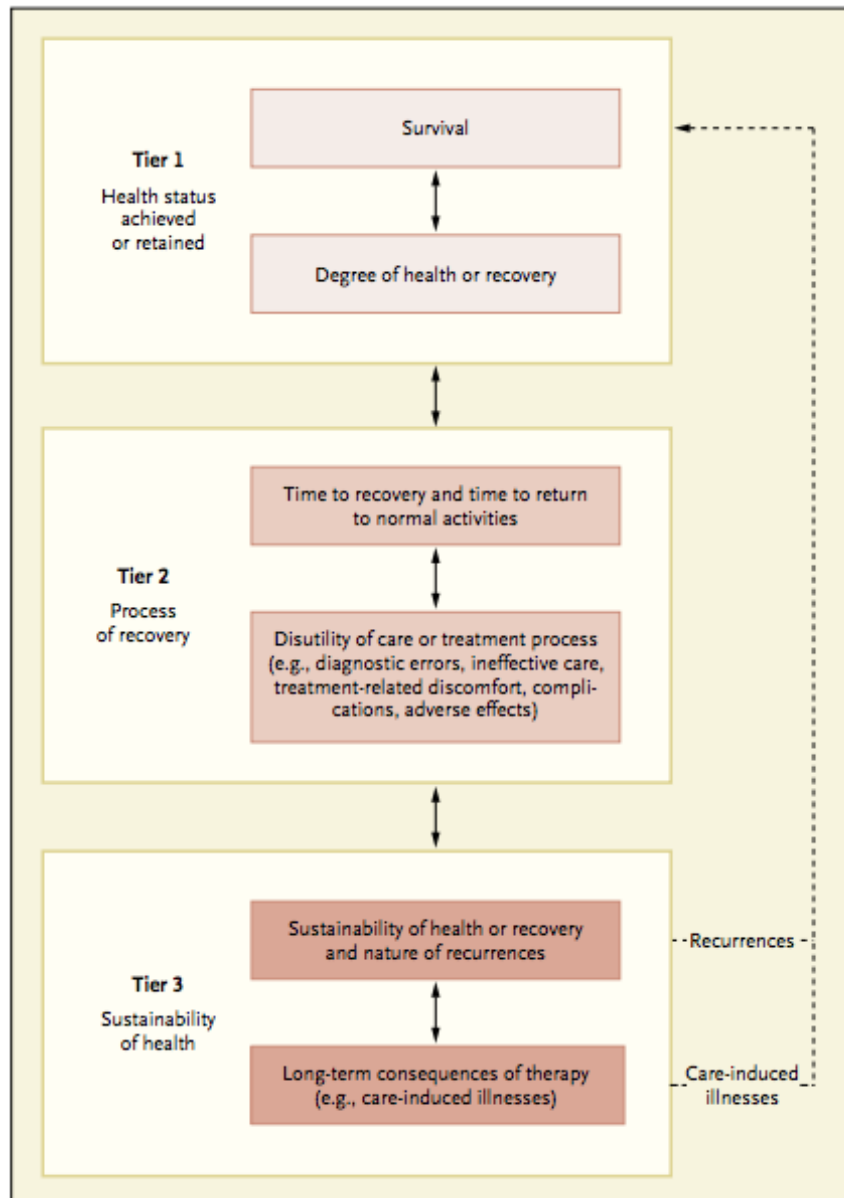 Survival
Tier 1
Health status
achieved
or retained
Degree of health or recovery
Time to recovery and time to return
to normal activities
Tier 2
Process
of recovery
Disutility of care or treatment process
(e.g., diagnostic errors, ineffective care,
treatment-related discomfort, compli-
cations, adverse effects)
Sustainability of health or recovery
and nature of recurrences
Recurrences
Tier 3
Sustainability
of health
Long-term consequences of therapy
(e.g., care-induced illnesses)
Care-induced
illnesses